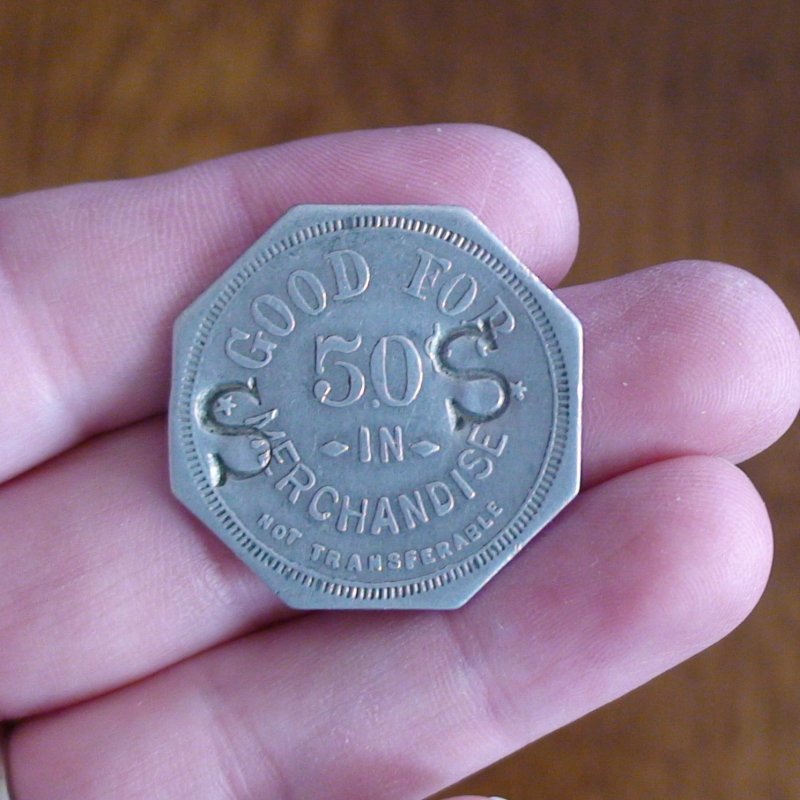 GOOD FOR
50
S S
IN
MERCHANDISE
NOT TRANSFERABLE